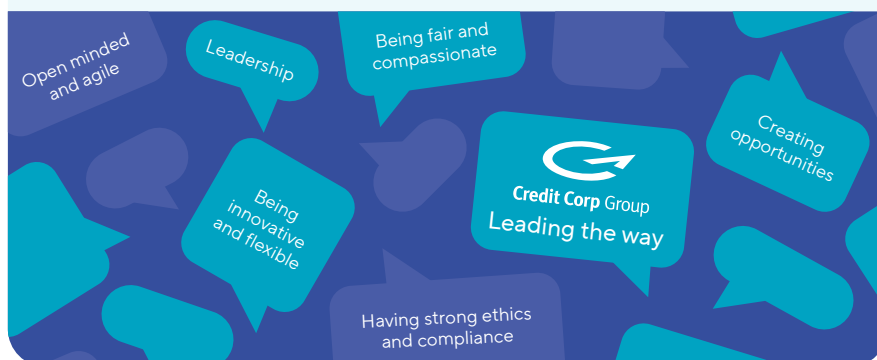 Open minded
and agile
Leadership
Being fair and
compassionate
Creating
opportunities
Being
innovative
and flexible
Credit Corp Group
Leading the way
Having strong ethics
and compliance